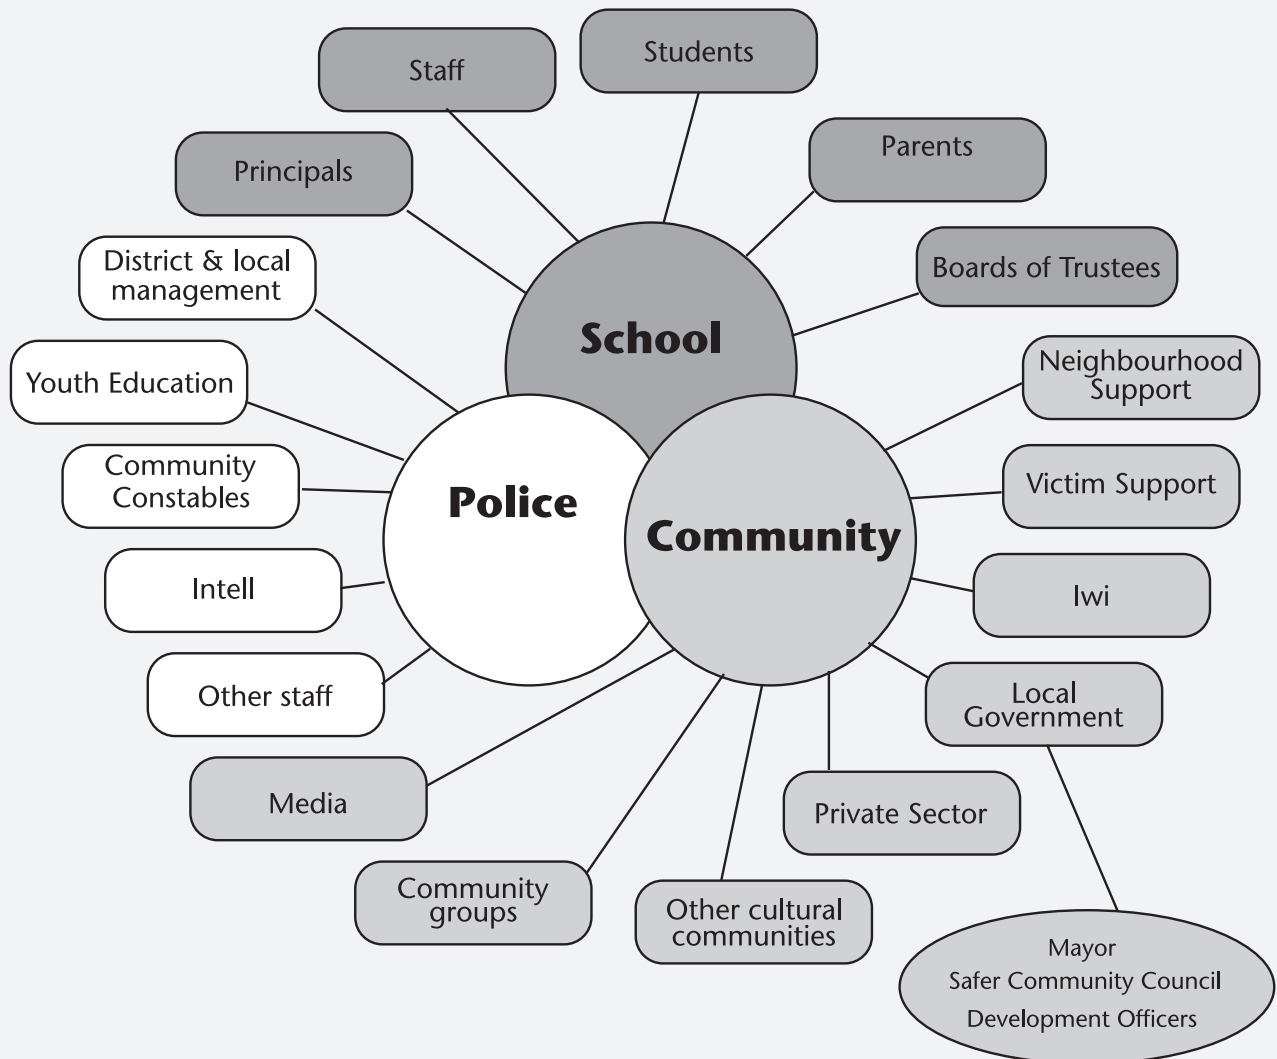 Students
Staff
Parents
Principals
Boards of Trustees
District & local
management
School
Neighbourhood
Support
Youth Education
Community
Constables
Police
Victim Support
Community
Intell
Iwi
Other staff
Local
Government
Media
Private Sector
Community
groups
Other cultural
communities
Mayor
Safer Community Council
Development Officers